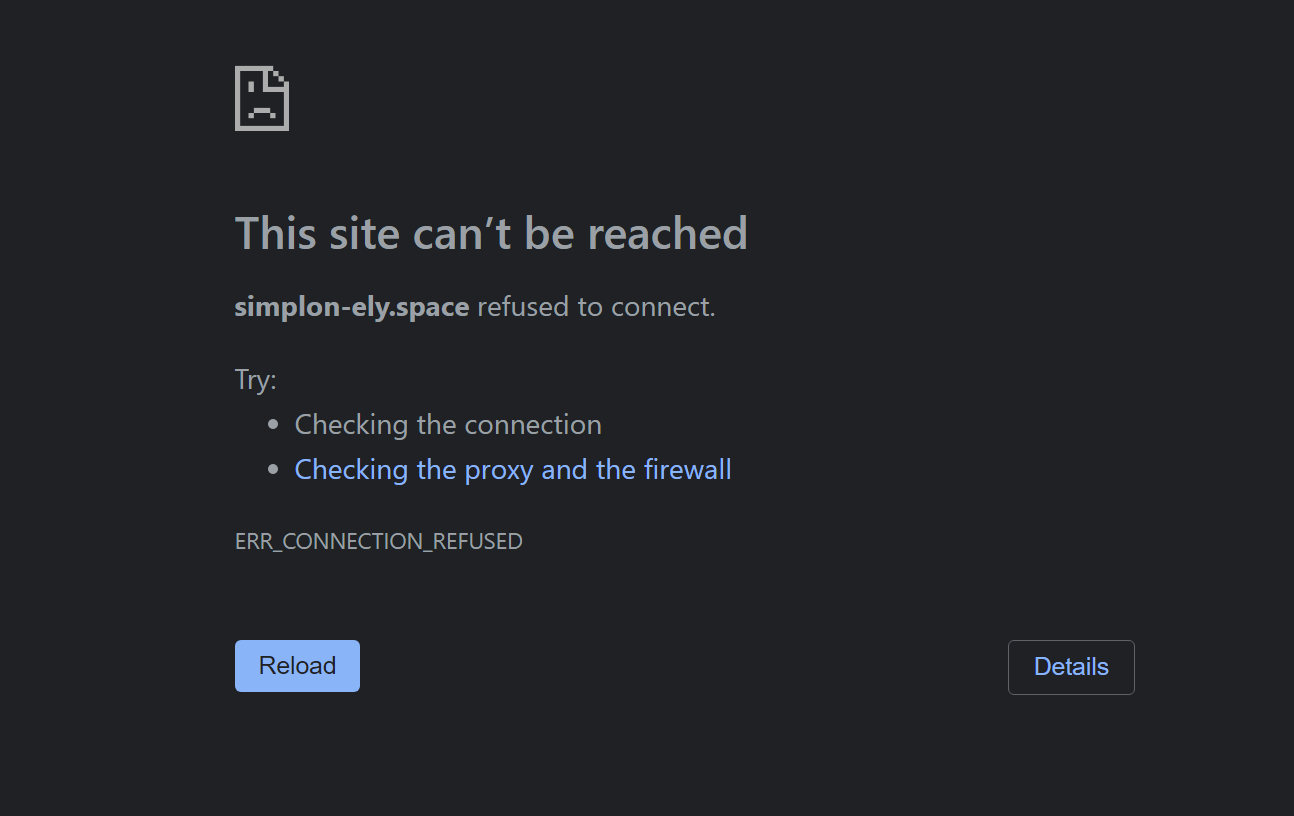 This site can’t be reached
simplon-ely.space refused to connect.
Try:
Checking the connection
Checking the proxy and the firewall
ERR_CONNECTION_REFUSED
Reload
Details